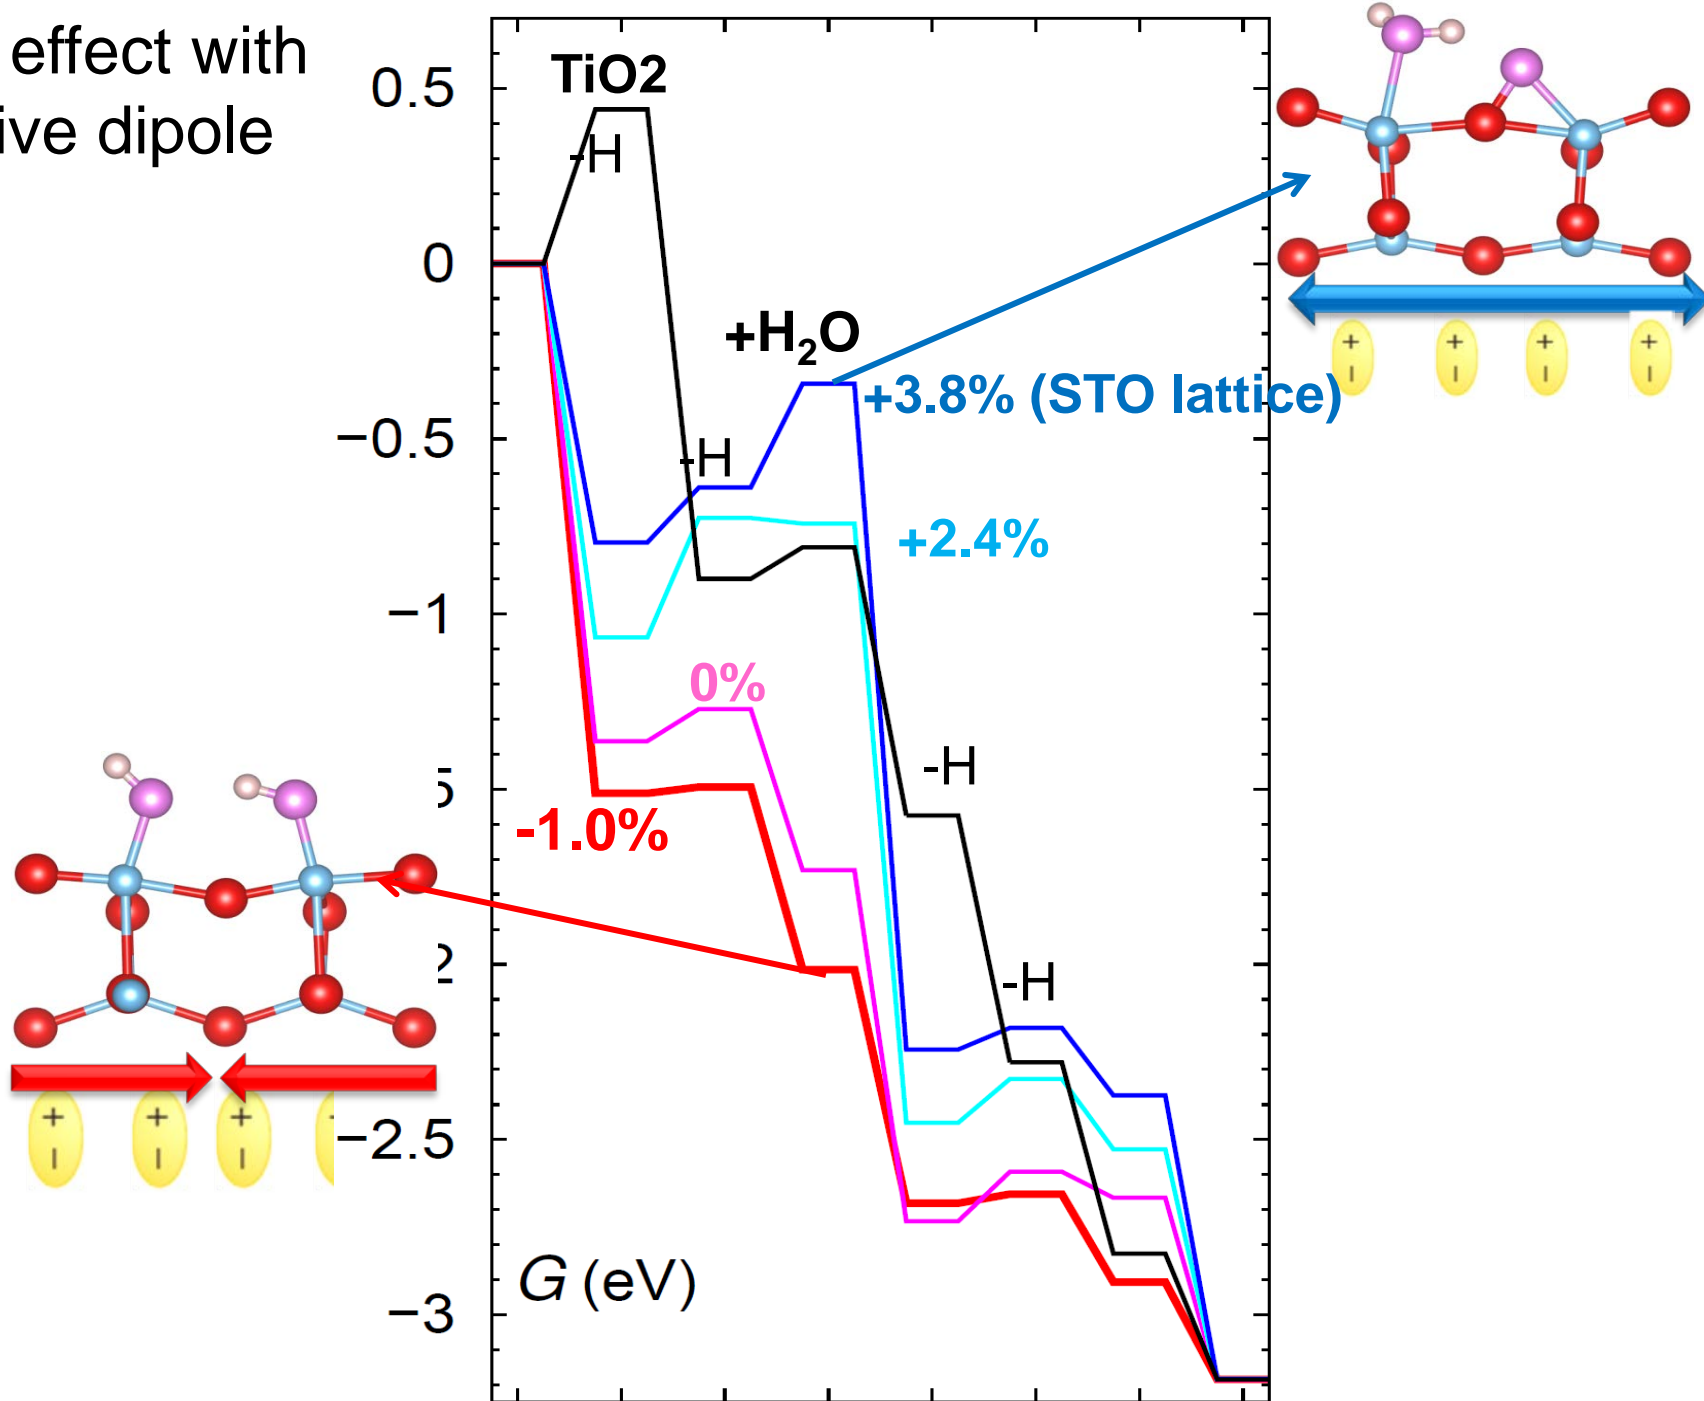 effect with
ive dipole
TiO2
0.5
-H
0
+H₂O
+3.8% (STO lattice)
−0.5
-H
+2.4%
−1
0%
-H
5
-1.0%
2
-H
−2.5
G (eV)
−3
+ + + +
− − − −
+ + +
− − −